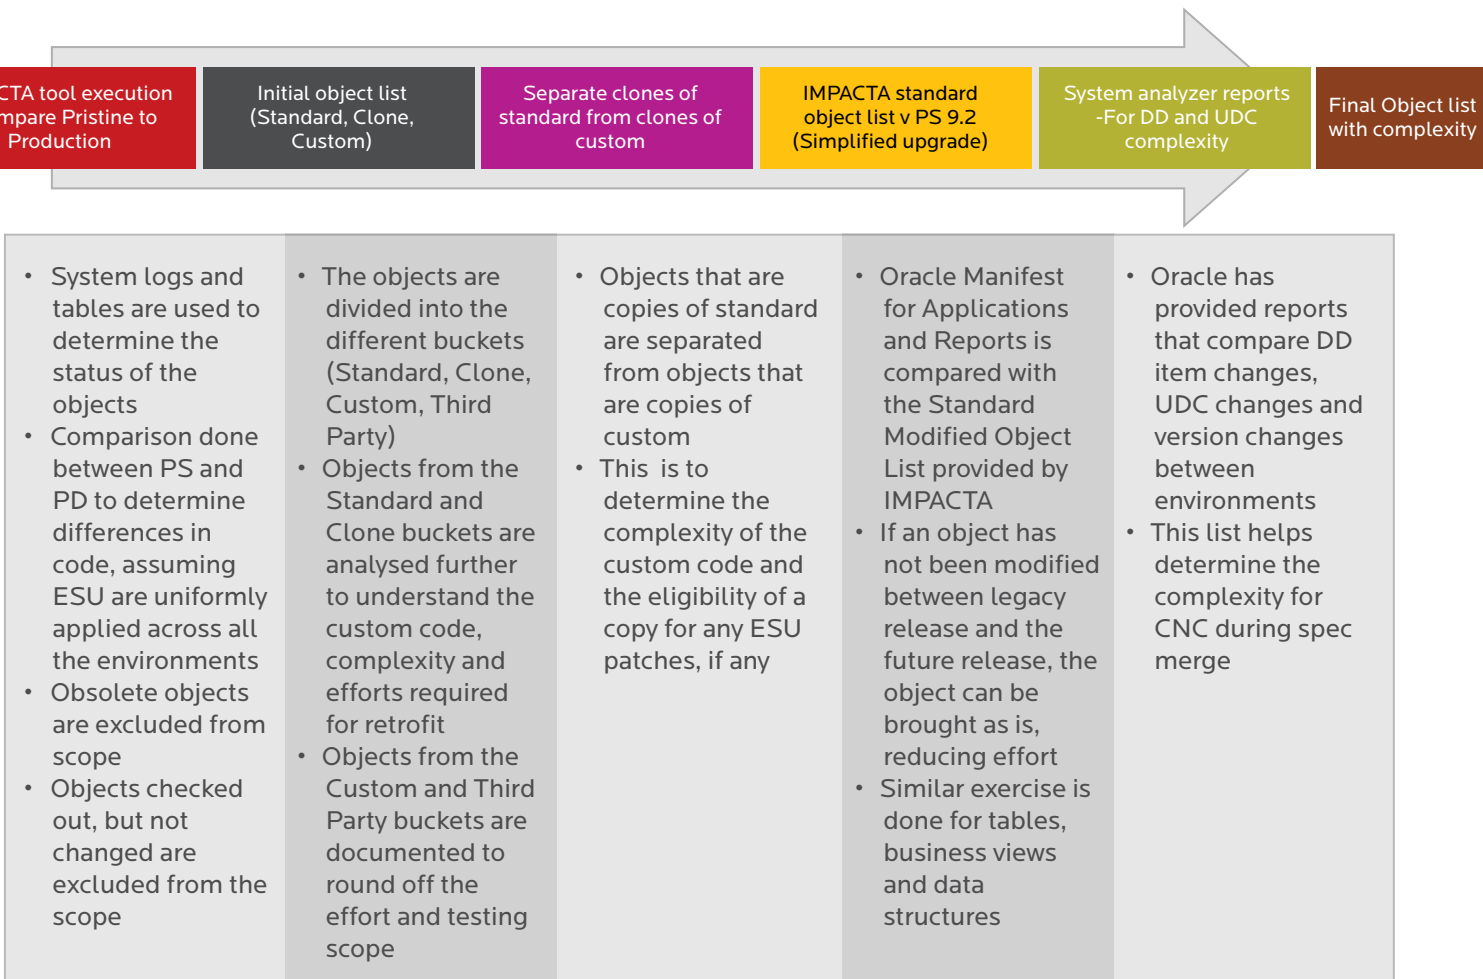 CTA tool execution
mpare Pristine to
Production
Initial object list
(Standard, Clone,
Custom)
Separate clones of
standard from clones of
custom
IMPACTA standard
object list v PS 9.2
(Simplified upgrade)
System analyzer reports
-For DD and UDC
complexity
Final Object list
with complexity
• System logs and
tables are used to
determine the
status of the
objects
• Comparison done
between PS and
PD to determine
differences in
code, assuming
ESU are uniformly
applied across all
the environments
• Obsolete objects
are excluded from
scope
• Objects checked
out, but not
changed are
excluded from the
scope
• The objects are
divided into the
different buckets
(Standard, Clone,
Custom, Third
Party)
• Objects from the
Standard and
Clone buckets are
analysed further
to understand the
custom code,
complexity and
efforts required
for retrofit
• Objects from the
Custom and Third
Party buckets are
documented to
round off the
effort and testing
scope
• Objects that are
copies of standard
are separated
from objects that
are copies of
custom
• This is to
determine the
complexity of the
custom code and
the eligibility of a
copy for any ESU
patches, if any
• Oracle Manifest
for Applications
and Reports is
compared with
the Standard
Modified Object
List provided by
IMPACTA
• If an object has
not been modified
between legacy
release and the
future release, the
object can be
brought as is,
reducing effort
• Similar exercise is
done for tables,
business views
and data
structures
• Oracle has
provided reports
that compare DD
item changes,
UDC changes and
version changes
between
environments
• This list helps
determine the
complexity for
CNC during spec
merge